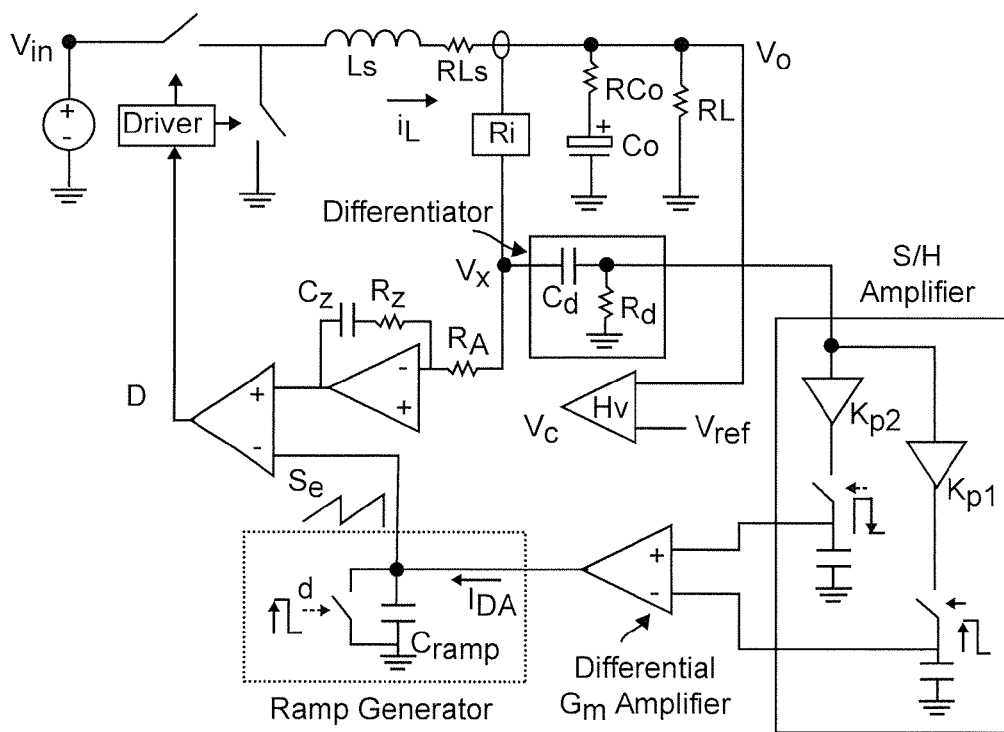 Vin
Ls
RLs
Vo
+
-
Driver
iL
Ri
RCo
+
Co
RL
Differentiator
Vx
Cd
Rd
S/H
Amplifier
Cz
Rz
RA
-
+
D
+
-
Vc
Hv
Vref
Kp2
Kp1
Se
d
Cramp
IDA
+
-
Differential
Gm Amplifier
Ramp Generator